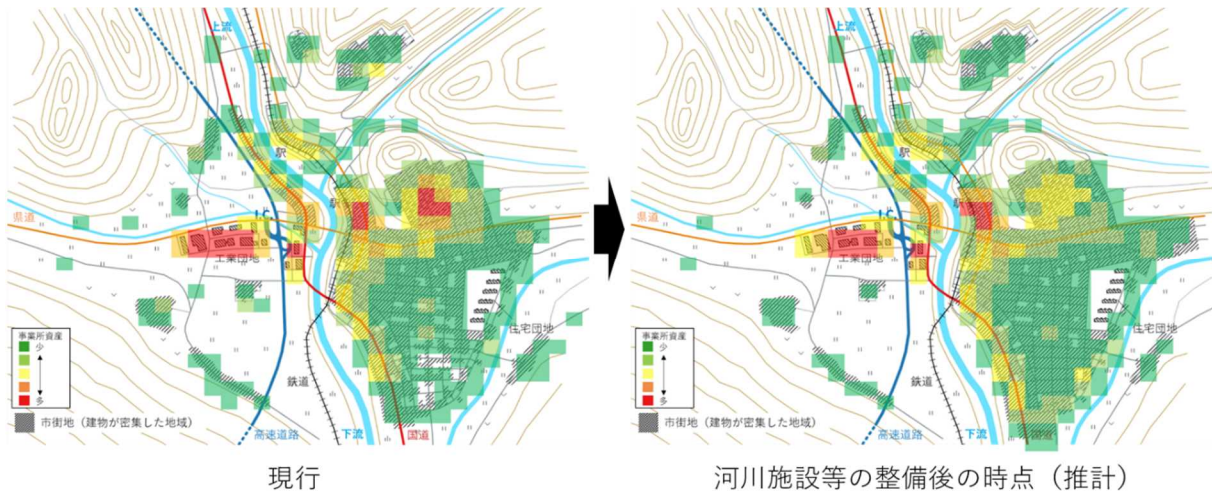 上流
駅
駅
県道
IC
工業団地
住宅団地
鉄道
高速道路
下流
国道
事業所資産
少
多
市街地（建物が密集した地域）
現行
上流
駅
駅
県道
IC
工業団地
住宅団地
鉄道
高速道路
下流
国道
事業所資産
少
多
市街地（建物が密集した地域）
河川施設等の整備後の時点（推計）